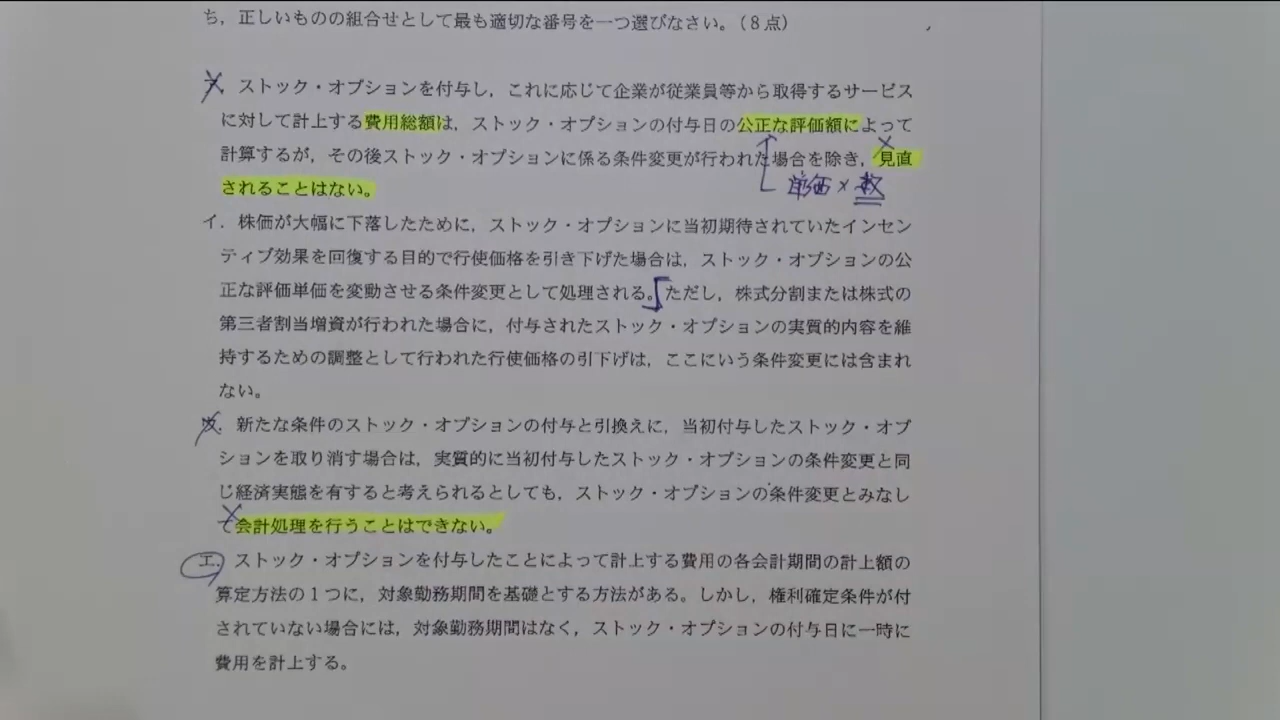 ち，正しいものの組合せとして最も適切な番号を一つ選びなさい。（８点）
ア．ストック・オプションを付与し，これに応じて企業が従業員等から取得するサービス
に対して計上する費用総額は，ストック・オプションの付与日の公正な評価額によって
計算するが，その後ストック・オプションに係る条件変更が行われた場合を除き，見直
されることはない。
単価×数
イ．株価が大幅に下落したために，ストック・オプションに当初期待されていたインセン
ティブ効果を回復する目的で行使価格を引き下げた場合は，ストック・オプションの公
正な評価単価を変動させる条件変更として処理される。ただし，株式分割または株式の
第三者割当増資が行われた場合に，付与されたストック・オプションの実質的内容を維
持するための調整として行われた行使価格の引下げは，ここにいう条件変更には含まれ
ない。
ウ．新たな条件のストック・オプションの付与と引換えに，当初付与したストック・オプ
ションを取り消す場合は，実質的に当初付与したストック・オプションの条件変更と同
じ経済実態を有すると考えられるとしても，ストック・オプションの条件変更とみなし
て会計処理を行うことはできない。
エ．ストック・オプションを付与したことによって計上する費用の各会計期間の計上額の
算定方法の１つに，対象勤務期間を基礎とする方法がある。しかし，権利確定条件が付
されていない場合には，対象勤務期間はなく，ストック・オプションの付与日に一時に
費用を計上する。